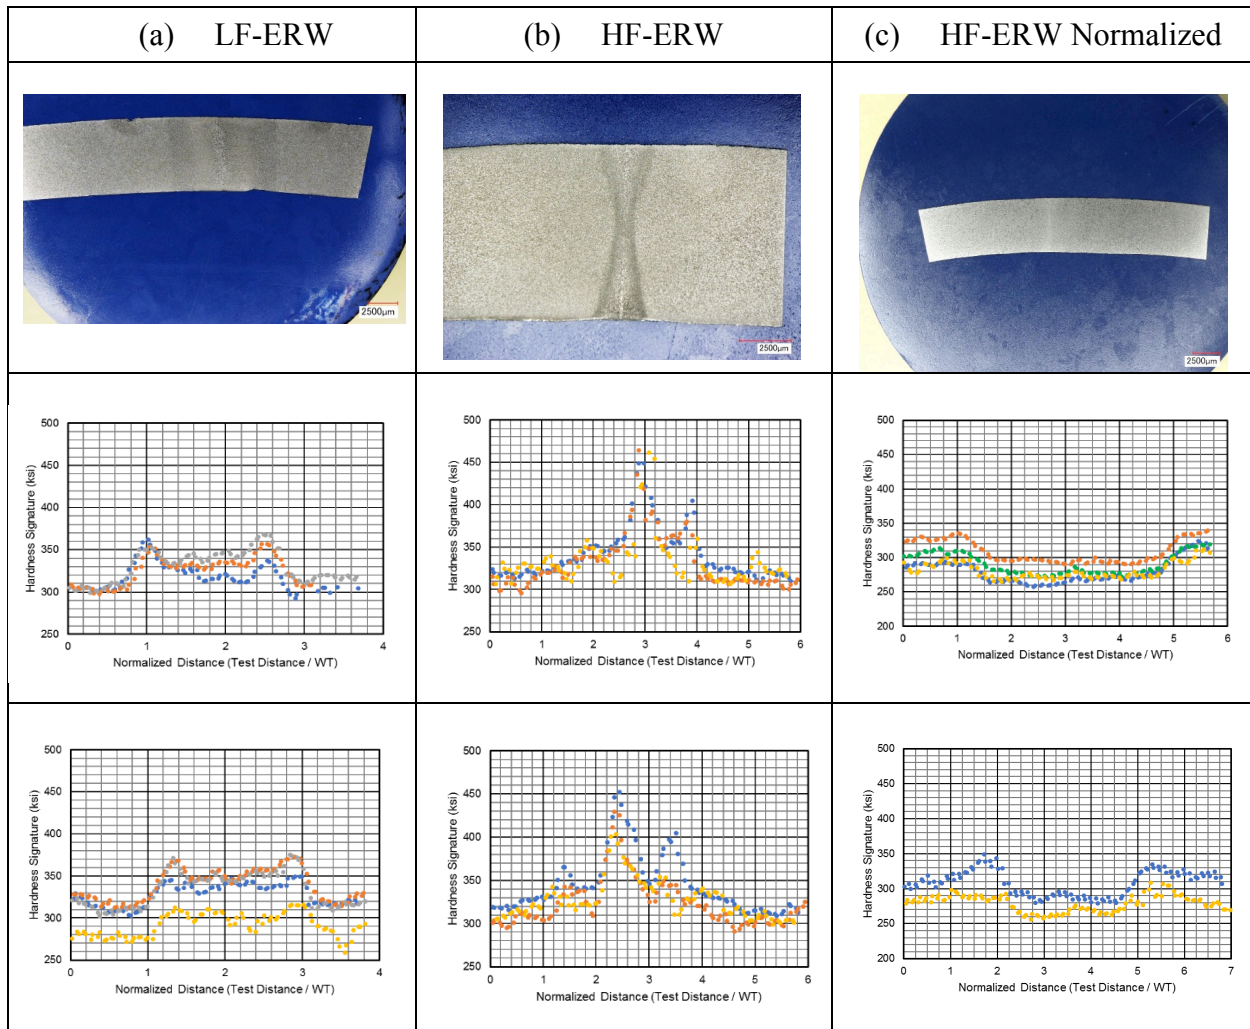 (a) LF-ERW
(b) HF-ERW
(c) HF-ERW Normalized
2500μm
2500μm
2500μm
500
450
400
350
300
250
Hardness Signature (ksi)
0 1 2 3 4
Normalized Distance (Test Distance / WT)
500
450
400
350
300
250
Hardness Signature (ksi)
0 1 2 3 4 5 6
Normalized Distance (Test Distance / WT)
500
450
400
350
300
250
200
Hardness Signature (ksi)
0 1 2 3 4 5 6
Normalized Distance (Test Distance / WT)
500
450
400
350
300
250
Hardness Signature (ksi)
0 1 2 3 4
Normalized Distance (Test Distance / WT)
500
450
400
350
300
250
Hardness Signature (ksi)
0 1 2 3 4 5 6
Normalized Distance (Test Distance / WT)
500
450
400
350
300
250
200
Hardness Signature (ksi)
0 1 2 3 4 5 6 7
Normalized Distance (Test Distance / WT)